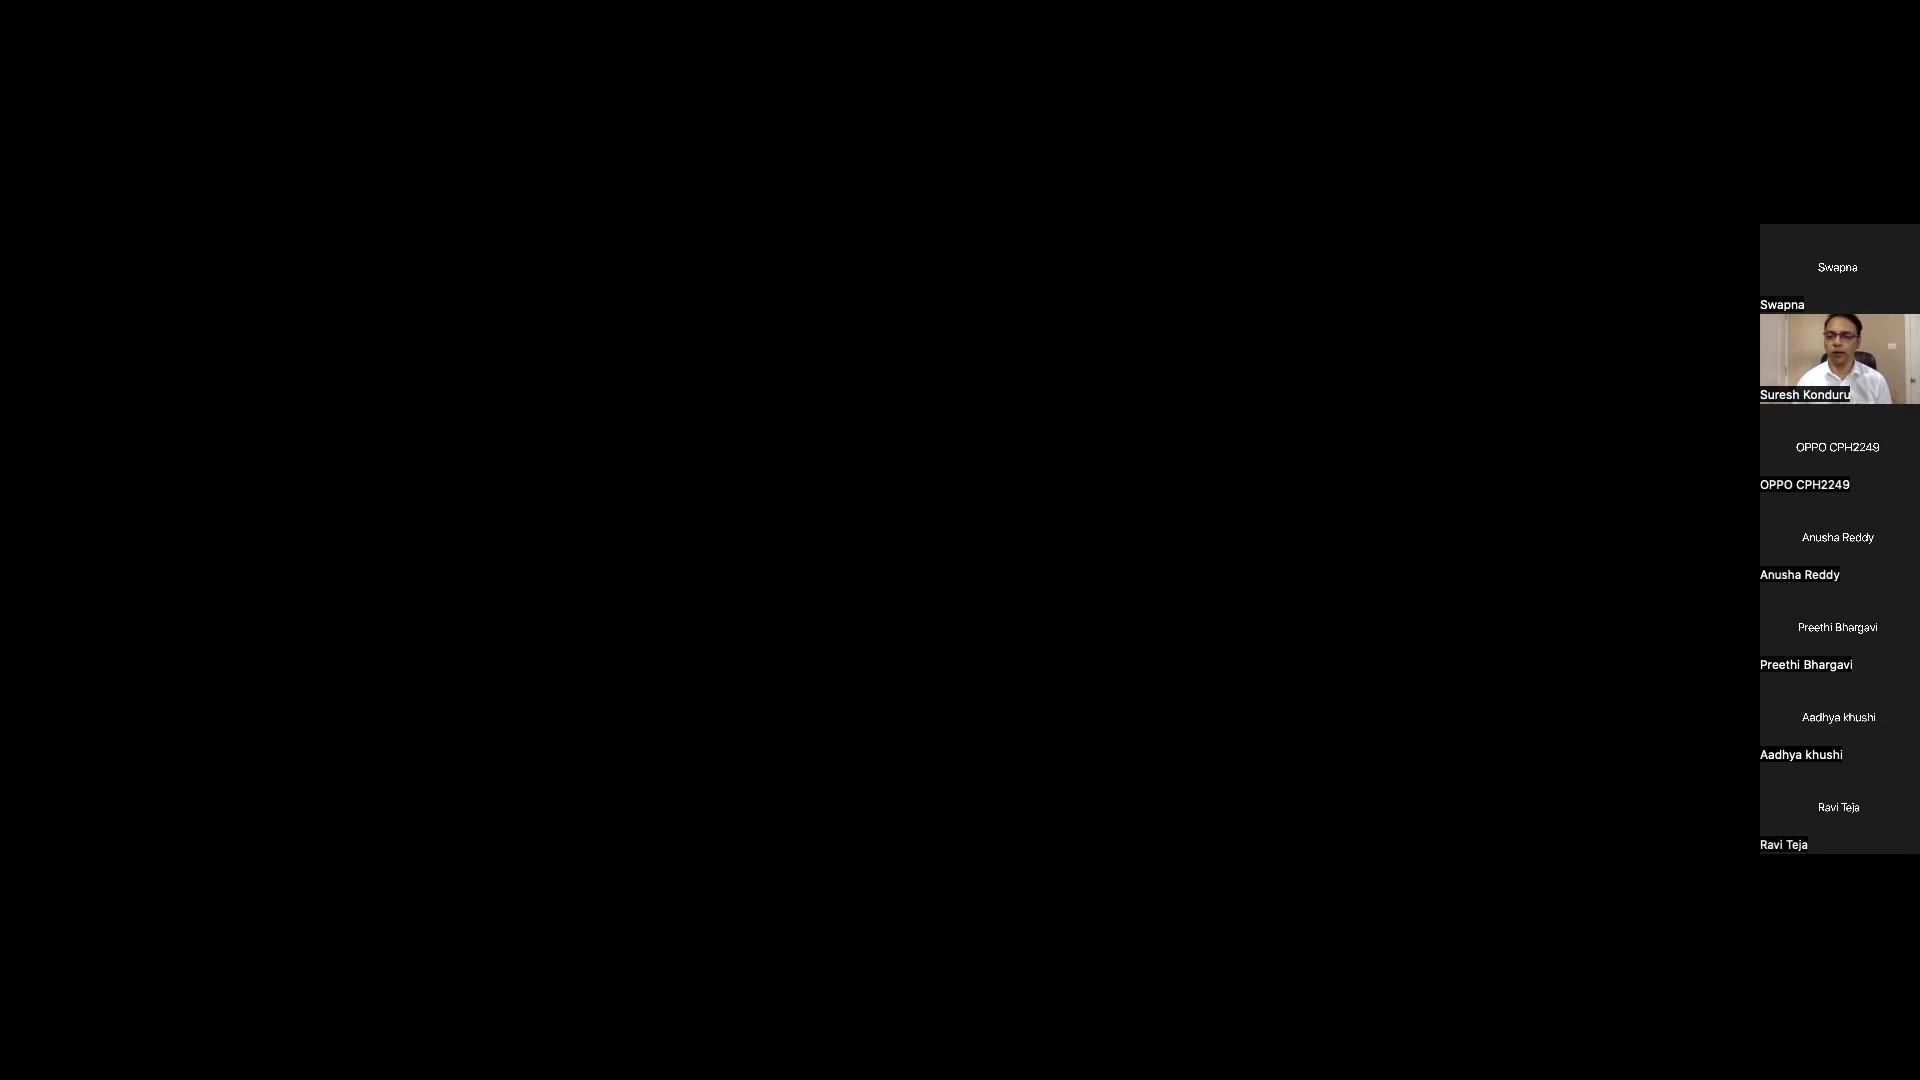 Swapna
Swapna
Suresh Konduru
OPPO CPH2249
OPPO CPH2249
Anusha Reddy
Anusha Reddy
Preethi Bhargavi
Preethi Bhargavi
Aadhya khushi
Aadhya khushi
Ravi Teja
Ravi Teja